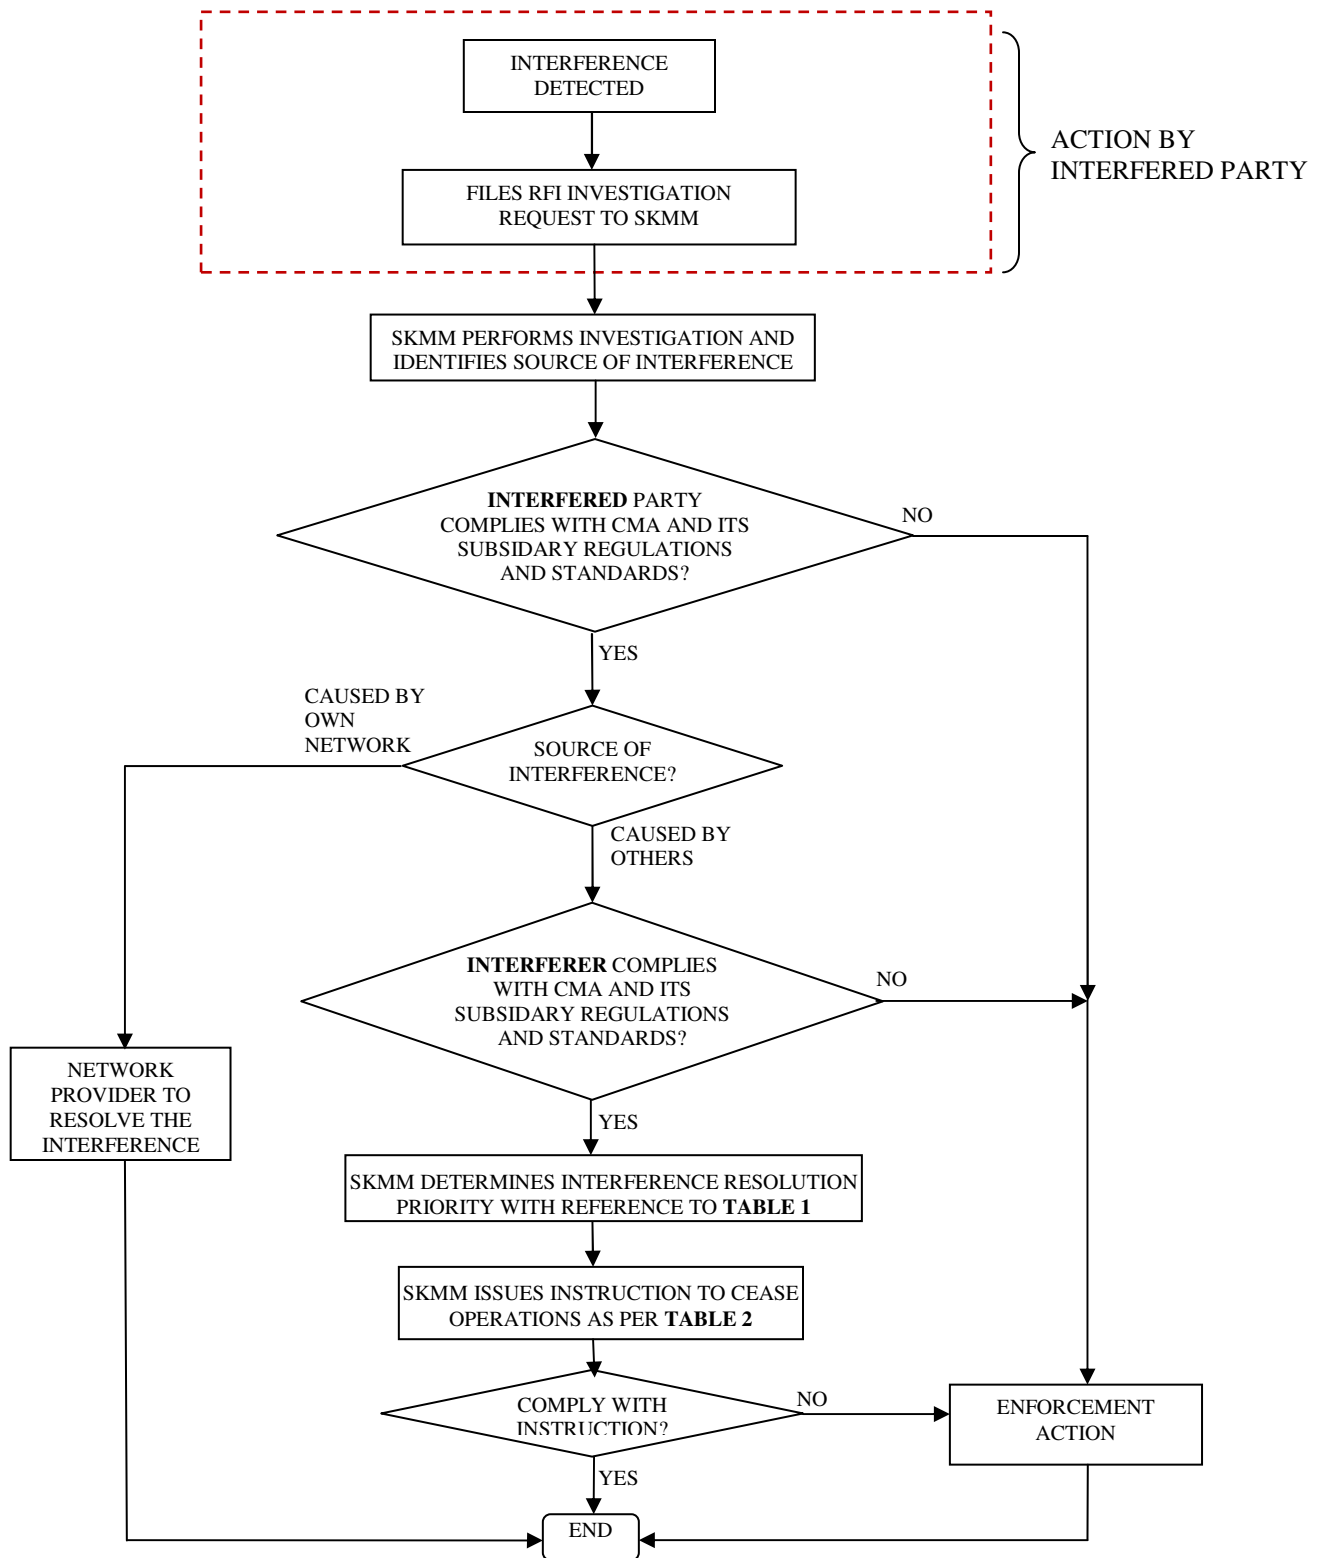 INTERFERENCE
DETECTED
ACTION BY
INTERFERED PARTY
FILES RFI INVESTIGATION
REQUEST TO SKMM
SKMM PERFORMS INVESTIGATION AND
IDENTIFIES SOURCE OF INTERFERENCE
INTERFERED PARTY
COMPLIES WITH CMA AND ITS
SUBSIDARY REGULATIONS
AND STANDARDS?
NO
YES
CAUSED BY
OWN
NETWORK
SOURCE OF
INTERFERENCE?
CAUSED BY
OTHERS
INTERFERER COMPLIES
WITH CMA AND ITS
SUBSIDARY REGULATIONS
AND STANDARDS?
NO
NETWORK
PROVIDER TO
RESOLVE THE
INTERFERENCE
YES
SKMM DETERMINES INTERFERENCE RESOLUTION
PRIORITY WITH REFERENCE TO TABLE 1
SKMM ISSUES INSTRUCTION TO CEASE
OPERATIONS AS PER TABLE 2
COMPLY WITH
INSTRUCTION?
NO
ENFORCEMENT
ACTION
YES
END